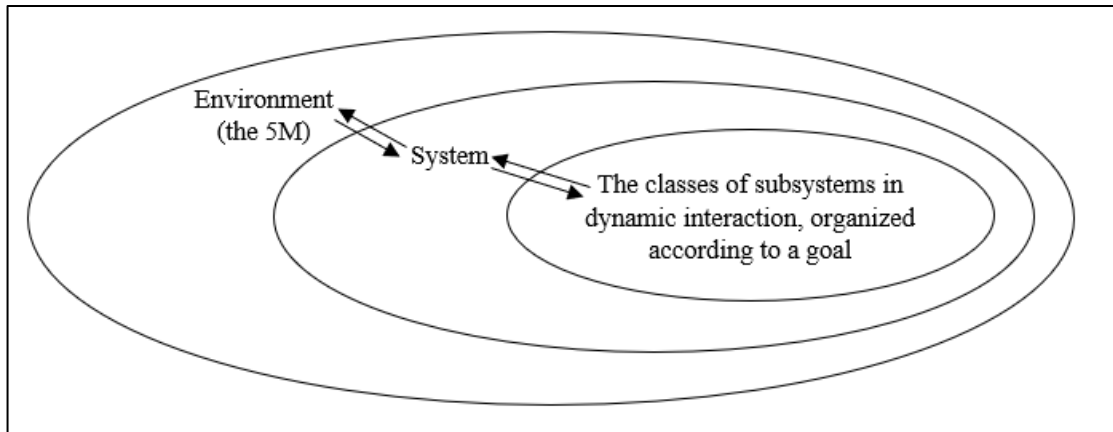 Environment
(the 5M)
System
The classes of subsystems in
dynamic interaction, organized
according to a goal